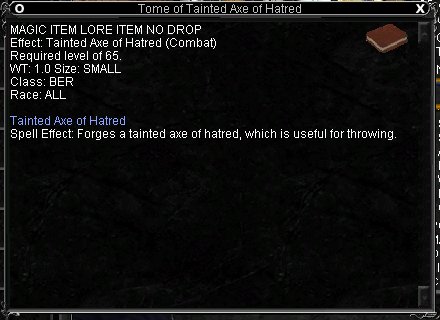 O Tome of Tainted Axe of Hatred X
MAGIC ITEM LORE ITEM NO DROP
Effect: Tainted Axe of Hatred (Combat)
Required level of 65.
WT: 1.0 Size: SMALL
Class: BER
Race: ALL
Tainted Axe of Hatred
Spell Effect: Forges a tainted axe of hatred, which is useful for throwing.